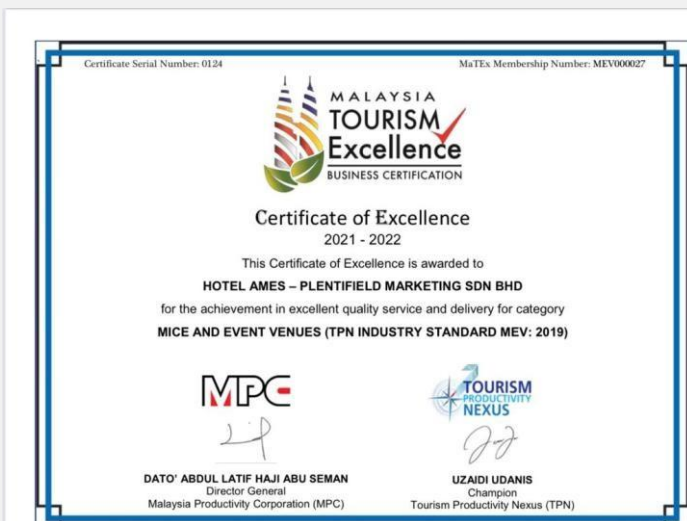 Certificate Serial Number: 0124
MaTEx Membership Number: MEV000027
MALAYSIA
TOURISM
Excellence
BUSINESS CERTIFICATION
Certificate of Excellence
2021 - 2022
This Certificate of Excellence is awarded to
HOTEL AMES – PLENTIFIELD MARKETING SDN BHD
for the achievement in excellent quality service and delivery for category
MICE AND EVENT VENUES (TPN INDUSTRY STANDARD MEV: 2019)
MPC
TOURISM
PRODUCTIVITY
NEXUS
DATO' ABDUL LATIF HAJI ABU SEMAN
Director General
Malaysia Productivity Corporation (MPC)
UZAIDI UDANIS
Champion
Tourism Productivity Nexus (TPN)